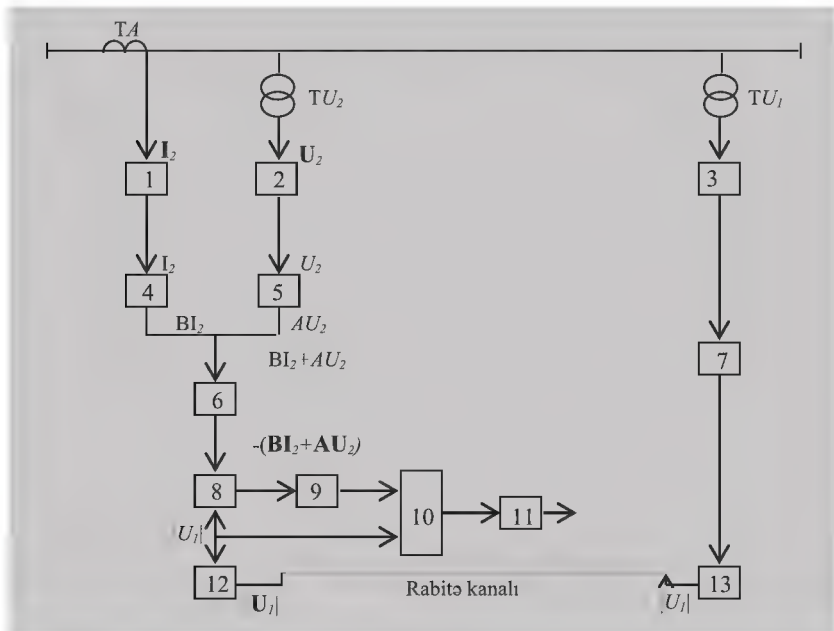 TA
TU₂
TU₁
I₂
U₂
1
2
3
I₂
U₂
4
5
BI₂
AU₂
BI₂+AU₂
7
6
-(BI₂+AU₂)
8
9
10
11
U₁|
12
Rabitə kanalı
13
U₁|
U₁|